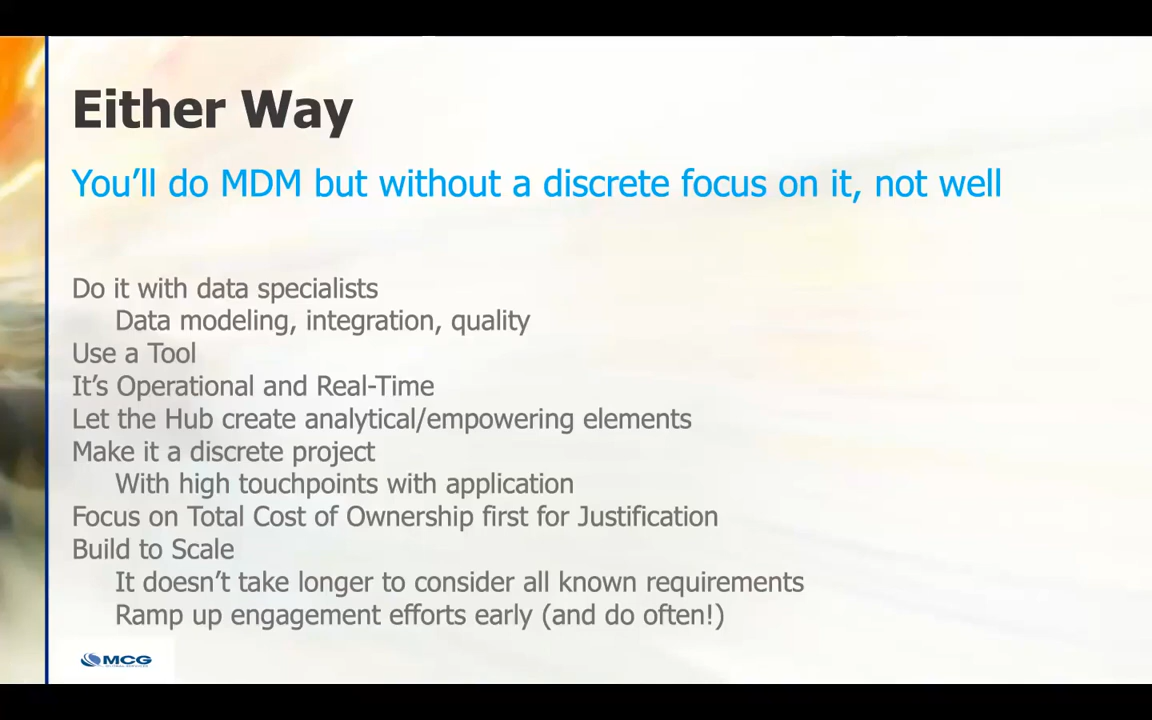 Either Way
You'll do MDM but without a discrete focus on it, not well
Do it with data specialists
Data modeling, integration, quality
Use a Tool
It's Operational and Real-Time
Let the Hub create analytical/empowering elements
Make it a discrete project
With high touchpoints with application
Focus on Total Cost of Ownership first for Justification
Build to Scale
It doesn't take longer to consider all known requirements
Ramp up engagement efforts early (and do often!)
MCG